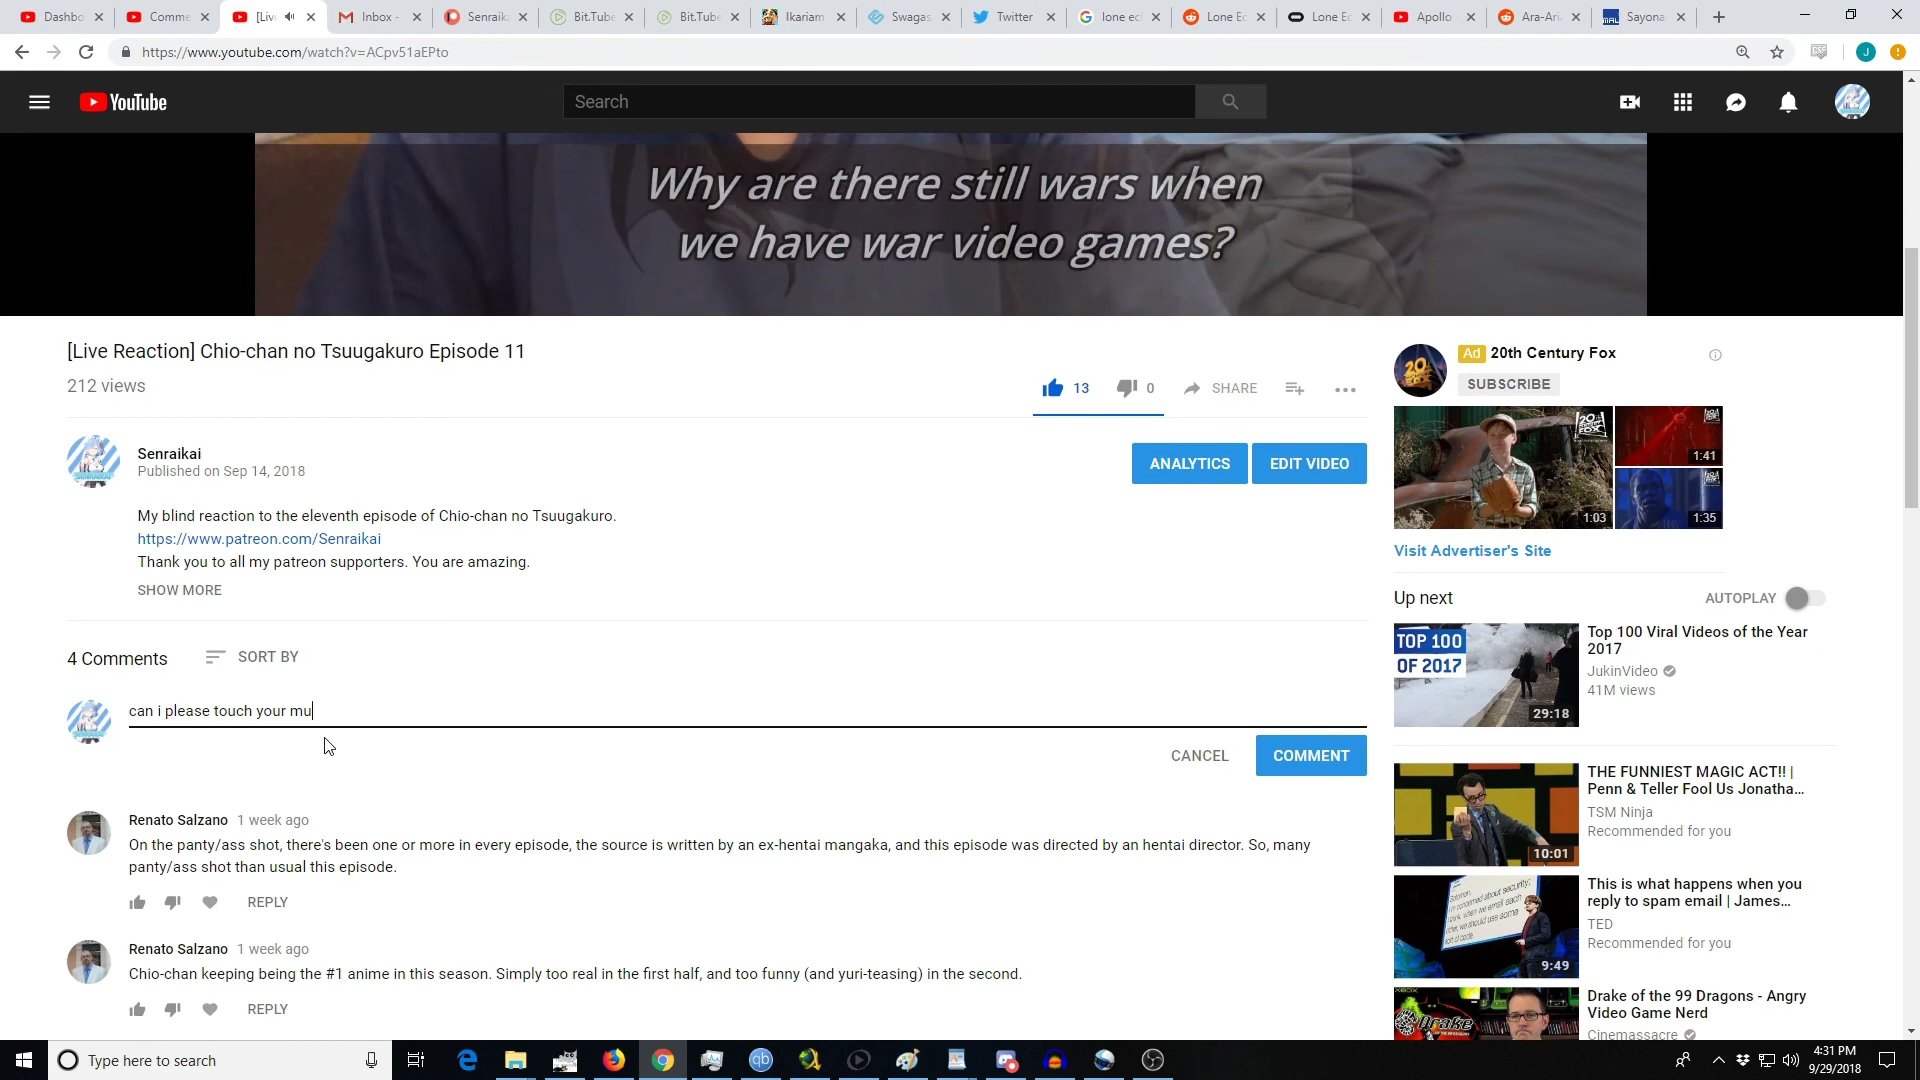 Dashbo
Comme
[Liv
Inbox -
Senraik
Bit.Tube
Bit.Tube
Ikariam
Swagas
Twitter
lone ec
Lone Ec
Lone Ec
Apollo -
Ara-Ari
Sayona
https://www.youtube.com/watch?v=ACpv51aEPto
J
YouTube
Search
Why are there still wars when
we have war video games?
[Live Reaction] Chio-chan no Tsuugakuro Episode 11
212 views
13
0
SHARE
Senraikai
Published on Sep 14, 2018
ANALYTICS
EDIT VIDEO
My blind reaction to the eleventh episode of Chio-chan no Tsuugakuro.
https://www.patreon.com/Senraikai
Thank you to all my patreon supporters. You are amazing.
SHOW MORE
4 Comments
SORT BY
can i please touch your mu
CANCEL
COMMENT
Renato Salzano 1 week ago
On the panty/ass shot, there's been one or more in every episode, the source is written by an ex-hentai mangaka, and this episode was directed by an hentai director. So, many
panty/ass shot than usual this episode.
REPLY
Renato Salzano 1 week ago
Chio-chan keeping being the #1 anime in this season. Simply too real in the first half, and too funny (and yuri-teasing) in the second.
REPLY
Ad 20th Century Fox
SUBSCRIBE
1:03
1:41
1:35
Visit Advertiser's Site
Up next
AUTOPLAY
TOP 100
OF 2017
29:18
Top 100 Viral Videos of the Year
2017
JukinVideo
41M views
10:01
THE FUNNIEST MAGIC ACT!! |
Penn & Teller Fool Us Jonatha...
TSM Ninja
Recommended for you
9:49
This is what happens when you
reply to spam email | James...
TED
Recommended for you
Drake of the 99 Dragons - Angry
Video Game Nerd
Cinemassacre
Type here to search
4:31 PM
9/29/2018